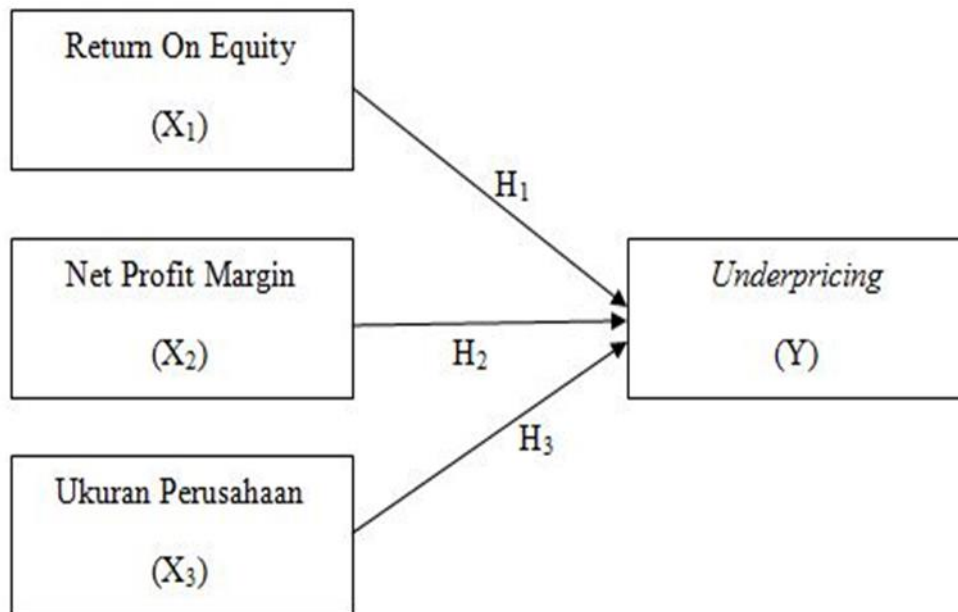 Return On Equity
(X₁)
H₁
Net Profit Margin
(X₂)
H₂
Underpricing
(Y)
H₃
Ukuran Perusahaan
(X₃)